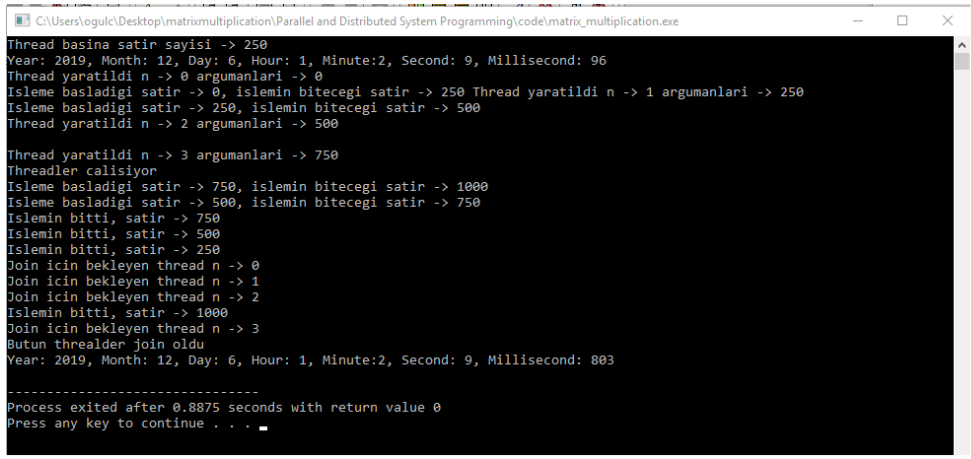 C:\Users\ogulc\Desktop\matrixmultiplication\Parallel and Distributed System Programming\code\matrix_multiplication.exe
Thread basina satir sayisi -> 250
Year: 2019, Month: 12, Day: 6, Hour: 1, Minute:2, Second: 9, Millisecond: 96
Thread yaratildi n -> 0 argumanlari -> 0
Isleme basladigi satir -> 0, islemin bitecegi satir -> 250 Thread yaratildi n -> 1 argumanlari -> 250
Isleme basladigi satir -> 250, islemin bitecegi satir -> 500
Thread yaratildi n -> 2 argumanlari -> 500
Thread yaratildi n -> 3 argumanlari -> 750
Threadler calisiyor
Isleme basladigi satir -> 750, islemin bitecegi satir -> 1000
Isleme basladigi satir -> 500, islemin bitecegi satir -> 750
Islemin bitti, satir -> 750
Islemin bitti, satir -> 500
Islemin bitti, satir -> 250
Join icin bekleyen thread n -> 0
Join icin bekleyen thread n -> 1
Join icin bekleyen thread n -> 2
Islemin bitti, satir -> 1000
Join icin bekleyen thread n -> 3
Butun threalder join oldu
Year: 2019, Month: 12, Day: 6, Hour: 1, Minute:2, Second: 9, Millisecond: 803
--------------------------------
Process exited after 0.8875 seconds with return value 0
Press any key to continue . . .